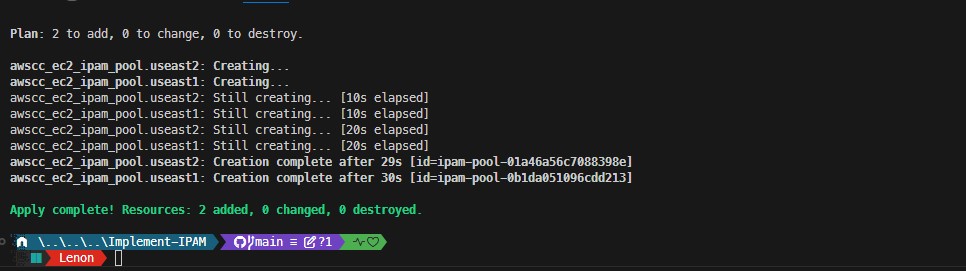 Plan: 2 to add, 0 to change, 0 to destroy.
awscc_ec2_ipam_pool.useast2: Creating...
awscc_ec2_ipam_pool.useast1: Creating...
awscc_ec2_ipam_pool.useast2: Still creating... [10s elapsed]
awscc_ec2_ipam_pool.useast1: Still creating... [10s elapsed]
awscc_ec2_ipam_pool.useast2: Still creating... [20s elapsed]
awscc_ec2_ipam_pool.useast1: Still creating... [20s elapsed]
awscc_ec2_ipam_pool.useast2: Creation complete after 29s [id=ipam-pool-01a46a56c7088398e]
awscc_ec2_ipam_pool.useast1: Creation complete after 30s [id=ipam-pool-0b1da051096cdd213]
Apply complete! Resources: 2 added, 0 changed, 0 destroyed.
\..\..\..\Implement-IPAM main ≡ ?1
Lenon